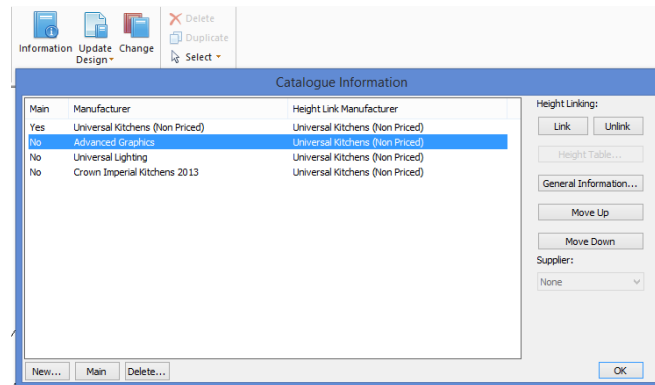 Delete
Duplicate
Information Update Change
Design
Select
Catalogue Information
Main Manufacturer Height Link Manufacturer
Yes Universal Kitchens (Non Priced) Universal Kitchens (Non Priced)
No Advanced Graphics Universal Kitchens (Non Priced)
No Universal Lighting Universal Kitchens (Non Priced)
No Crown Imperial Kitchens 2013 Universal Kitchens (Non Priced)
Height Linking:
Link Unlink
Height Table...
General Information...
Move Up
Move Down
Supplier:
None
New... Main Delete... OK